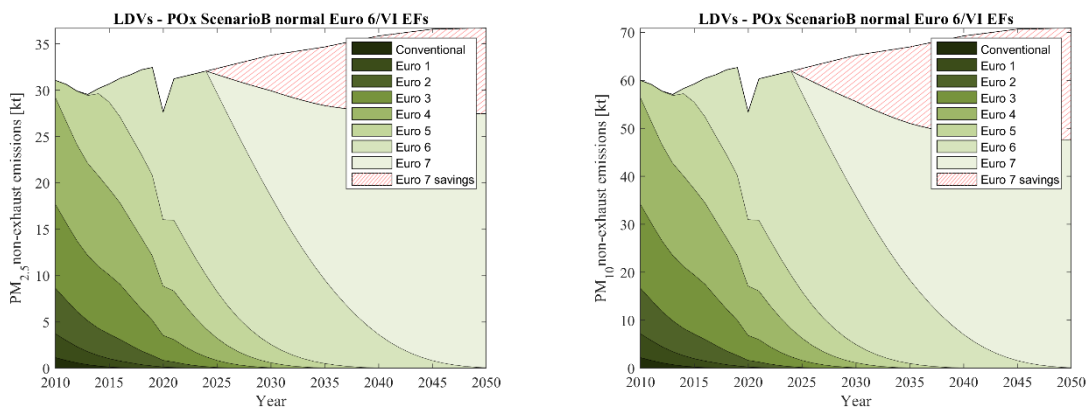 LDVs - POx ScenarioB normal Euro 6/VI EFs
PM2.5non-exhaust emissions [kt]
35
30
25
20
15
10
5
0
Conventional
Euro 1
Euro 2
Euro 3
Euro 4
Euro 5
Euro 6
Euro 7
Euro 7 savings
2010 2015 2020 2025 2030 2035 2040 2045 2050
Year
LDVs - POx ScenarioB normal Euro 6/VI EFs
PM10non-exhaust emissions [kt]
70
60
50
40
30
20
10
0
Conventional
Euro 1
Euro 2
Euro 3
Euro 4
Euro 5
Euro 6
Euro 7
Euro 7 savings
2010 2015 2020 2025 2030 2035 2040 2045 2050
Year